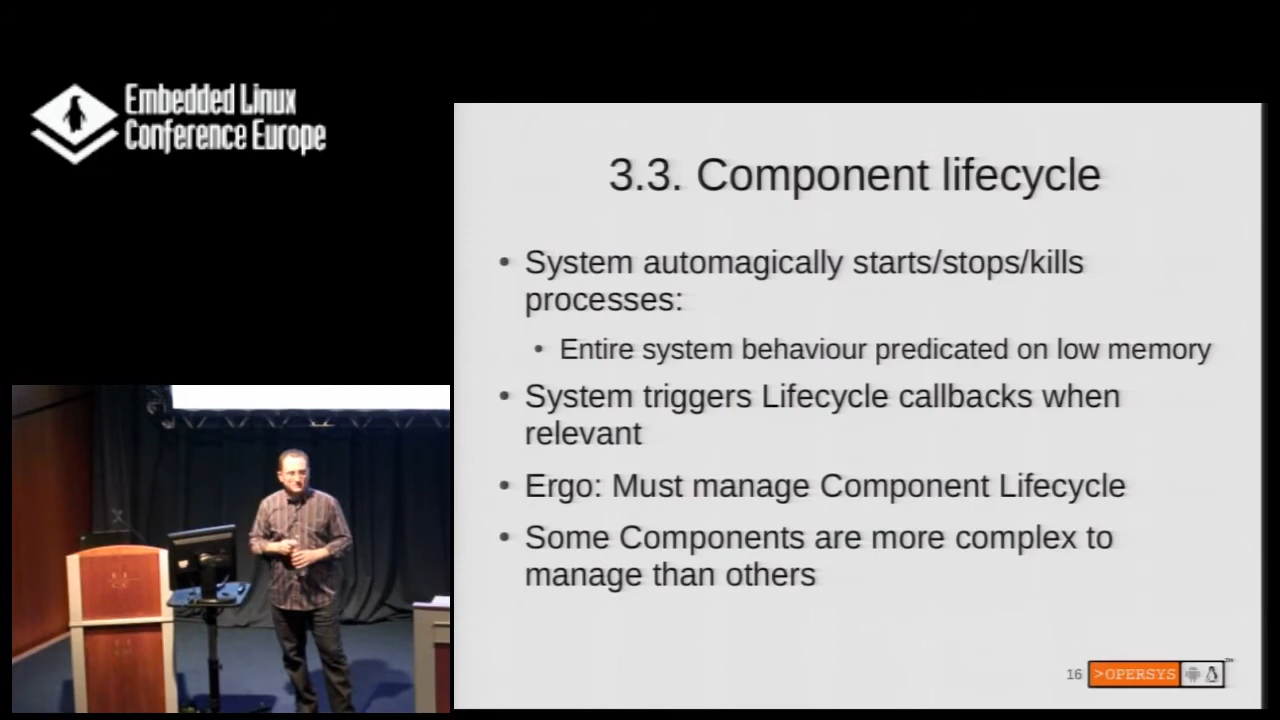 Embedded Linux
Conference Europe
3.3. Component lifecycle
• System automagically starts/stops/kills
processes:
• Entire system behaviour predicated on low memory
• System triggers Lifecycle callbacks when
relevant
• Ergo: Must manage Component Lifecycle
• Some Components are more complex to
manage than others
16
>OPERSYS
™